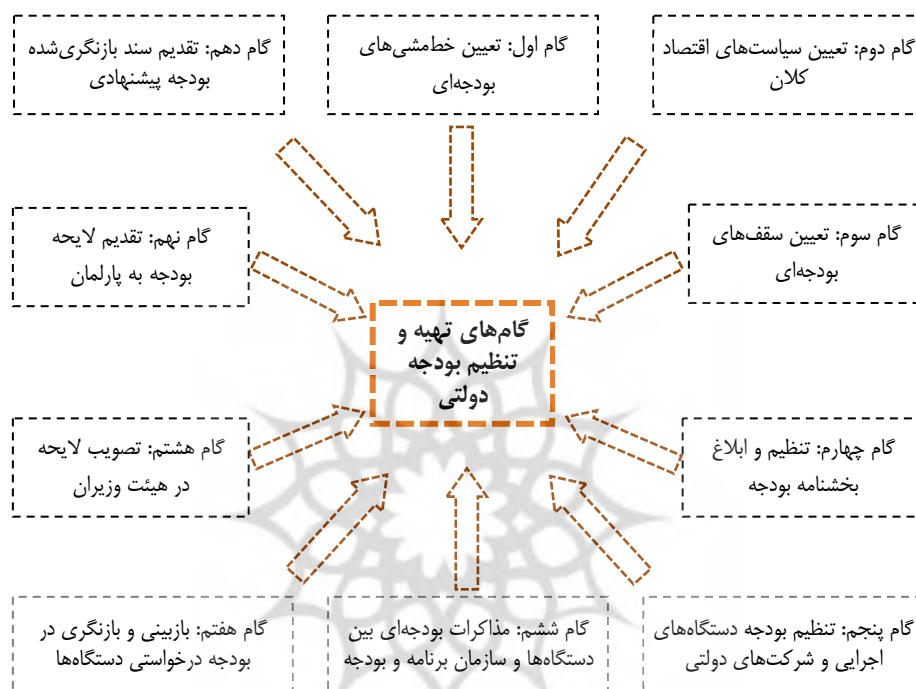 گام اول: تعیین خط‌مشی‌های
بودجه‌ای
گام دوم: تعیین سیاست‌های اقتصاد
کلان
گام سوم: تعیین سقف‌های
بودجه‌ای
گام چهارم: تنظیم و ابلاغ
بخشنامه بودجه
گام پنجم: تنظیم بودجه دستگاه‌های
اجرایی و شرکت‌های دولتی
گام ششم: مذاکرات بودجه‌ای بین
دستگاه‌ها و سازمان برنامه و بودجه
گام هفتم: بازبینی و بازنگری در
بودجه درخواستی دستگاه‌ها
گام هشتم: تصویب لایحه
در هیئت وزیران
گام نهم: تقدیم لایحه
بودجه به پارلمان
گام دهم: تقدیم سند بازنگری‌شده
بودجه پیشنهادی
گام‌های تهیه و
تنظیم بودجه
دولتی